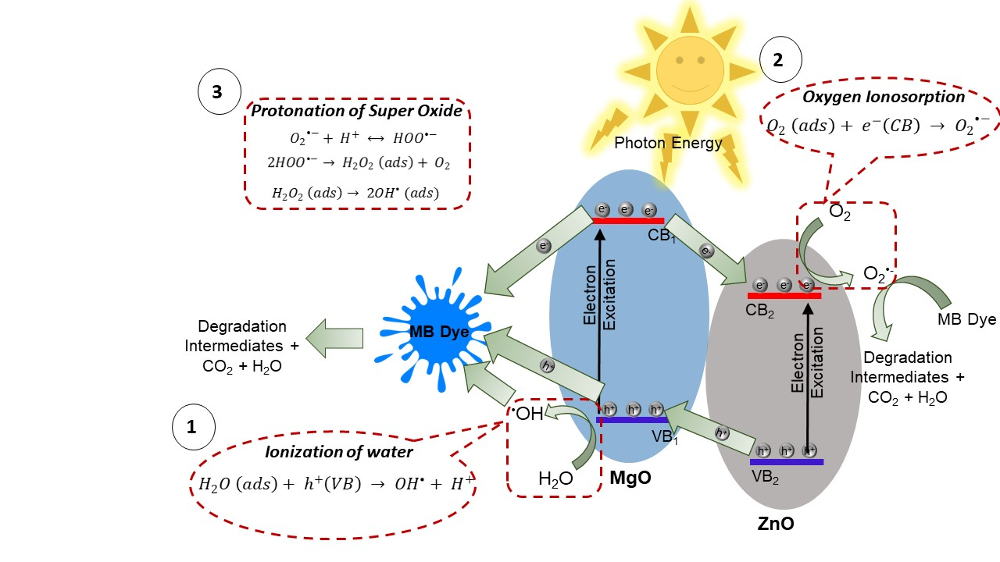 3
Protonation of Super Oxide
O₂•⁻ + H⁺ ↔ HOO•⁻
2HOO•⁻ → H₂O₂ (ads) + O₂
H₂O₂ (ads) → 2OH• (ads)
2
Oxygen Ionosorption
O₂ (ads) + e⁻(CB) → O₂•⁻
Photon Energy
e⁻ e⁻ e⁻
CB₁
e⁻
e⁻
Electron
Excitation
O₂
O₂•⁻
e⁻ e⁻ e⁻
CB₂
MB Dye
Electron
Excitation
Degradation
Intermediates +
CO₂ + H₂O
MB Dye
Degradation
Intermediates +
CO₂ + H₂O
h⁺
•OH
h⁺ h⁺ h⁺
VB₁
h⁺
h⁺ h⁺ h⁺
VB₂
H₂O
MgO
ZnO
1
Ionization of water
H₂O (ads) + h⁺(VB) → OH• + H⁺